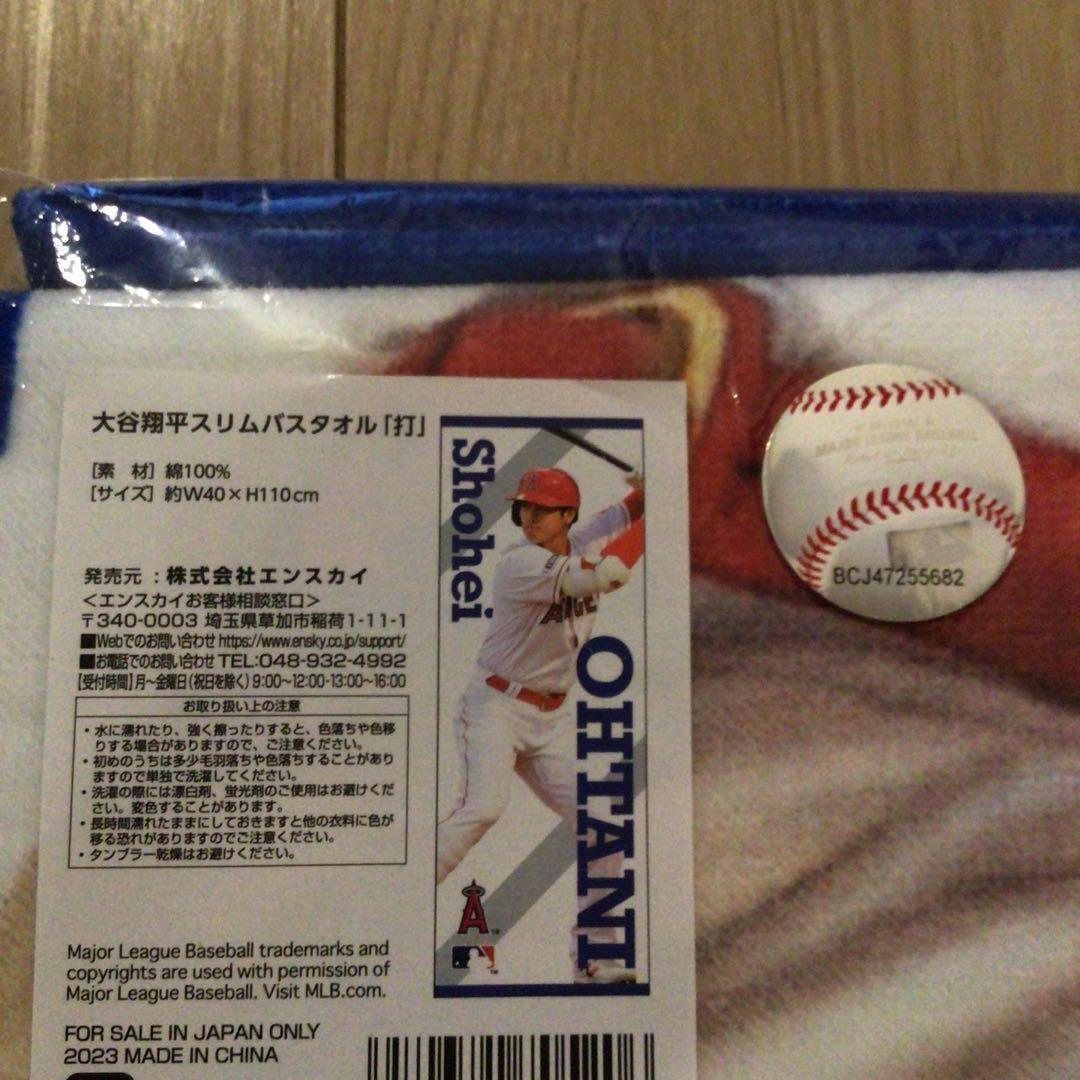 大谷翔平スリムバスタオル「打」
[素　材] 綿100%
[サイズ] 約W40×H110cm
発売元 : 株式会社エンスカイ
<エンスカイお客様相談窓口>
〒340-0003 埼玉県草加市稲荷1-11-1
■Webでのお問い合わせ https://www.ensky.co.jp/support/
■お電話でのお問い合わせ TEL:048-932-4992
【受付時間】月〜金曜日(祝日を除く) 9:00〜12:00・13:00〜16:00
お取り扱い上の注意
・水に濡れたり、強く擦ったりすると、色落ちや色移
りする場合がありますので、ご注意ください。
・初めのうちは多少毛羽落ちや色落ちすることがあり
ますので単独で洗濯してください。
・洗濯の際には漂白剤、蛍光剤のご使用はお避けくだ
さい。変色することがあります。
・長時間濡れたままにしておきますと他の衣料に色が
移る恐れがありますのでご注意ください。
・タンブラー乾燥はお避けください。
Major League Baseball trademarks and
copyrights are used with permission of
Major League Baseball. Visit MLB.com.
FOR SALE IN JAPAN ONLY
2023 MADE IN CHINA
Shohei
OHTANI
A
TM
TM
MAJOR LEAGUE BASEBALL
BCJ47255682